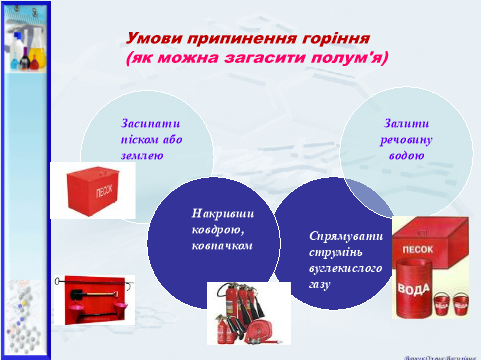 Умови припинення горіння
(як можна загасити полум'я)
Засипати
піском або
землею
Залити
речовину
водою
Накривши
ковдрою,
ковпачком
Спрямувати
струмінь
вуглекислого
газу
ПЕСОК
ПЕСОК
ВОДА